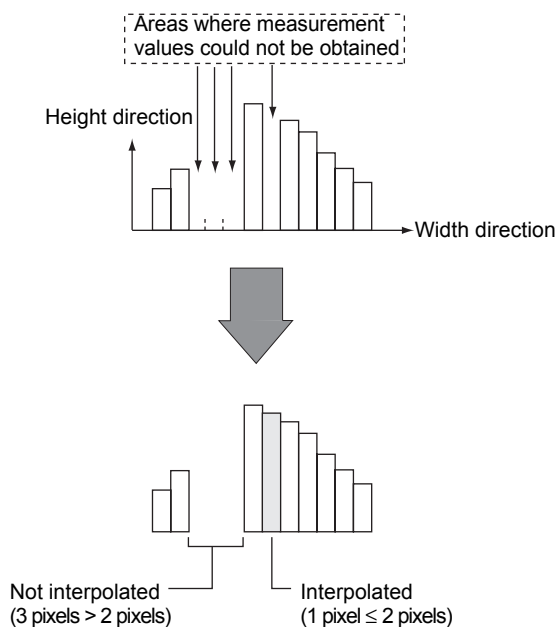 Areas where measurement
values could not be obtained
Height direction
Width direction
Not interpolated
(3 pixels > 2 pixels)
Interpolated
(1 pixel ≤ 2 pixels)